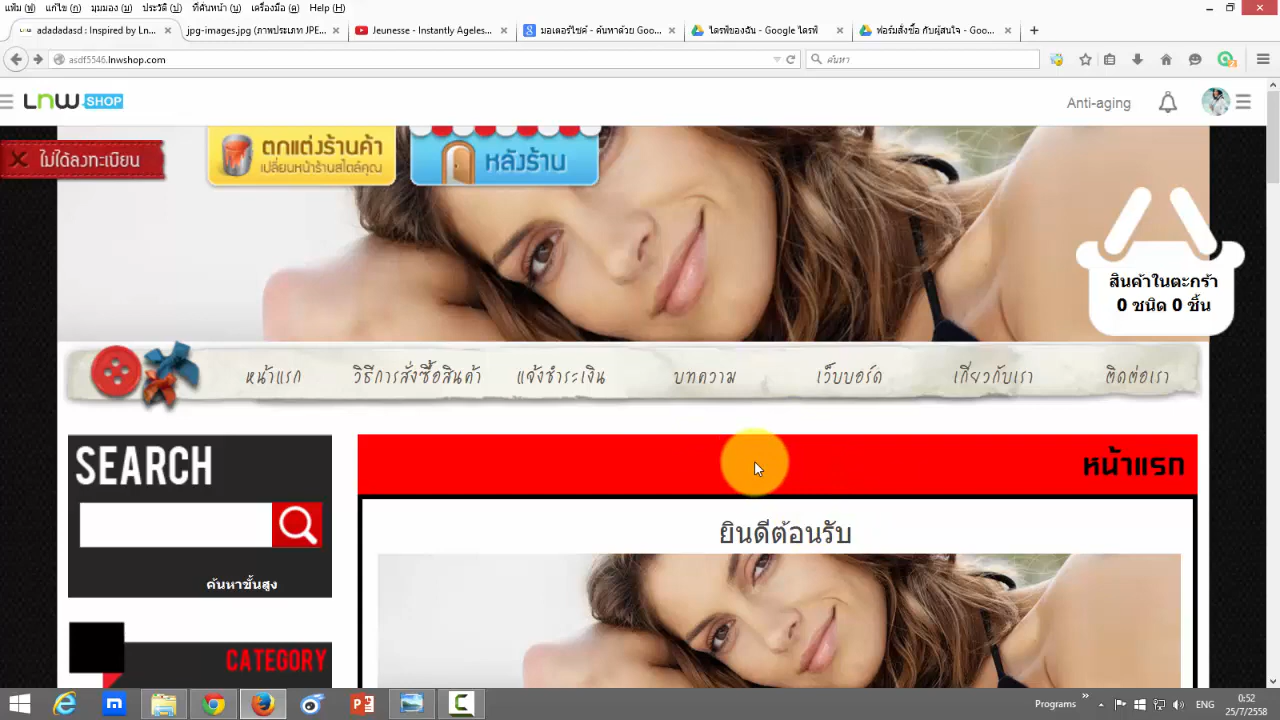 แฟ้ม (ฟ) แก้ไข (ก) มุมมอง (ม) ประวัติ (ป) ที่คั่นหน้า (น) เครื่องมือ (ค) Help (H)
adadadasd : Inspired by Ln...
jpg-images.jpg (ภาพประเภท JPE...
Jeunesse - Instantly Ageles...
มอเตอร์ไซค์ - ค้นหาด้วย Goo...
ไดรฟ์ของฉัน - Google ไดรฟ์
ฟอร์มสั่งซื้อ กับผู้สนใจ - Goo...
asdf5546.lnwshop.com
ค้นหา
LnW SHOP
Anti-aging
ไม่ได้ลงทะเบียน
ตกแต่งร้านค้า
เปลี่ยนหน้าร้านสไตล์คุณ
หลังร้าน
สินค้าในตะกร้า
0 ชนิด 0 ชิ้น
หน้าแรก วิธีการสั่งซื้อสินค้า แจ้งชำระเงิน บทความ เว็บบอร์ด เกี่ยวกับเรา ติดต่อเรา
SEARCH
หน้าแรก
ยินดีต้อนรับ
ค้นหาขั้นสูง
CATEGORY
Programs
ENG
0:52
25/7/2558